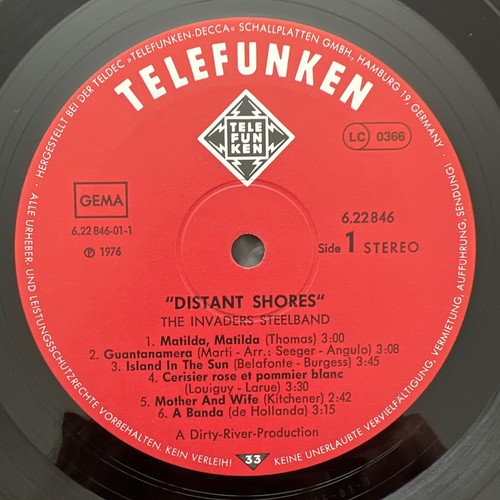 HERGESTELLT BEI DER TELDEC »TELEFUNKEN-DECCA« SCHALLPLATTEN GMBH., HAMBURG 19, GERMANY ·
TELEFUNKEN
TELE
FUN
KEN
LC 0366
GEMA
6.22 846-01-1
℗ 1976
6.22 846
Side 1 STEREO
"DISTANT SHORES"
THE INVADERS STEELBAND
1. Matilda, Matilda (Thomas) 3:00
2. Guantanamera (Marti - Arr.: Seeger - Angulo) 3:08
3. Island In The Sun (Belafonte - Burgess) 3:45
4. Cerisier rose et pommier blanc
(Louiguy - Larue) 3:30
5. Mother And Wife (Kitchener) 2:42
6. A Banda (de Hollanda) 3:15
A Dirty-River-Production
33
· ALLE URHEBER- UND LEISTUNGSSCHUTZRECHTE VORBEHALTEN. KEIN VERLEIH! KEINE UNERLAUBTE VERVIELFÄLTIGUNG, VERMIETUNG, AUFFÜHRUNG, SENDUNG!